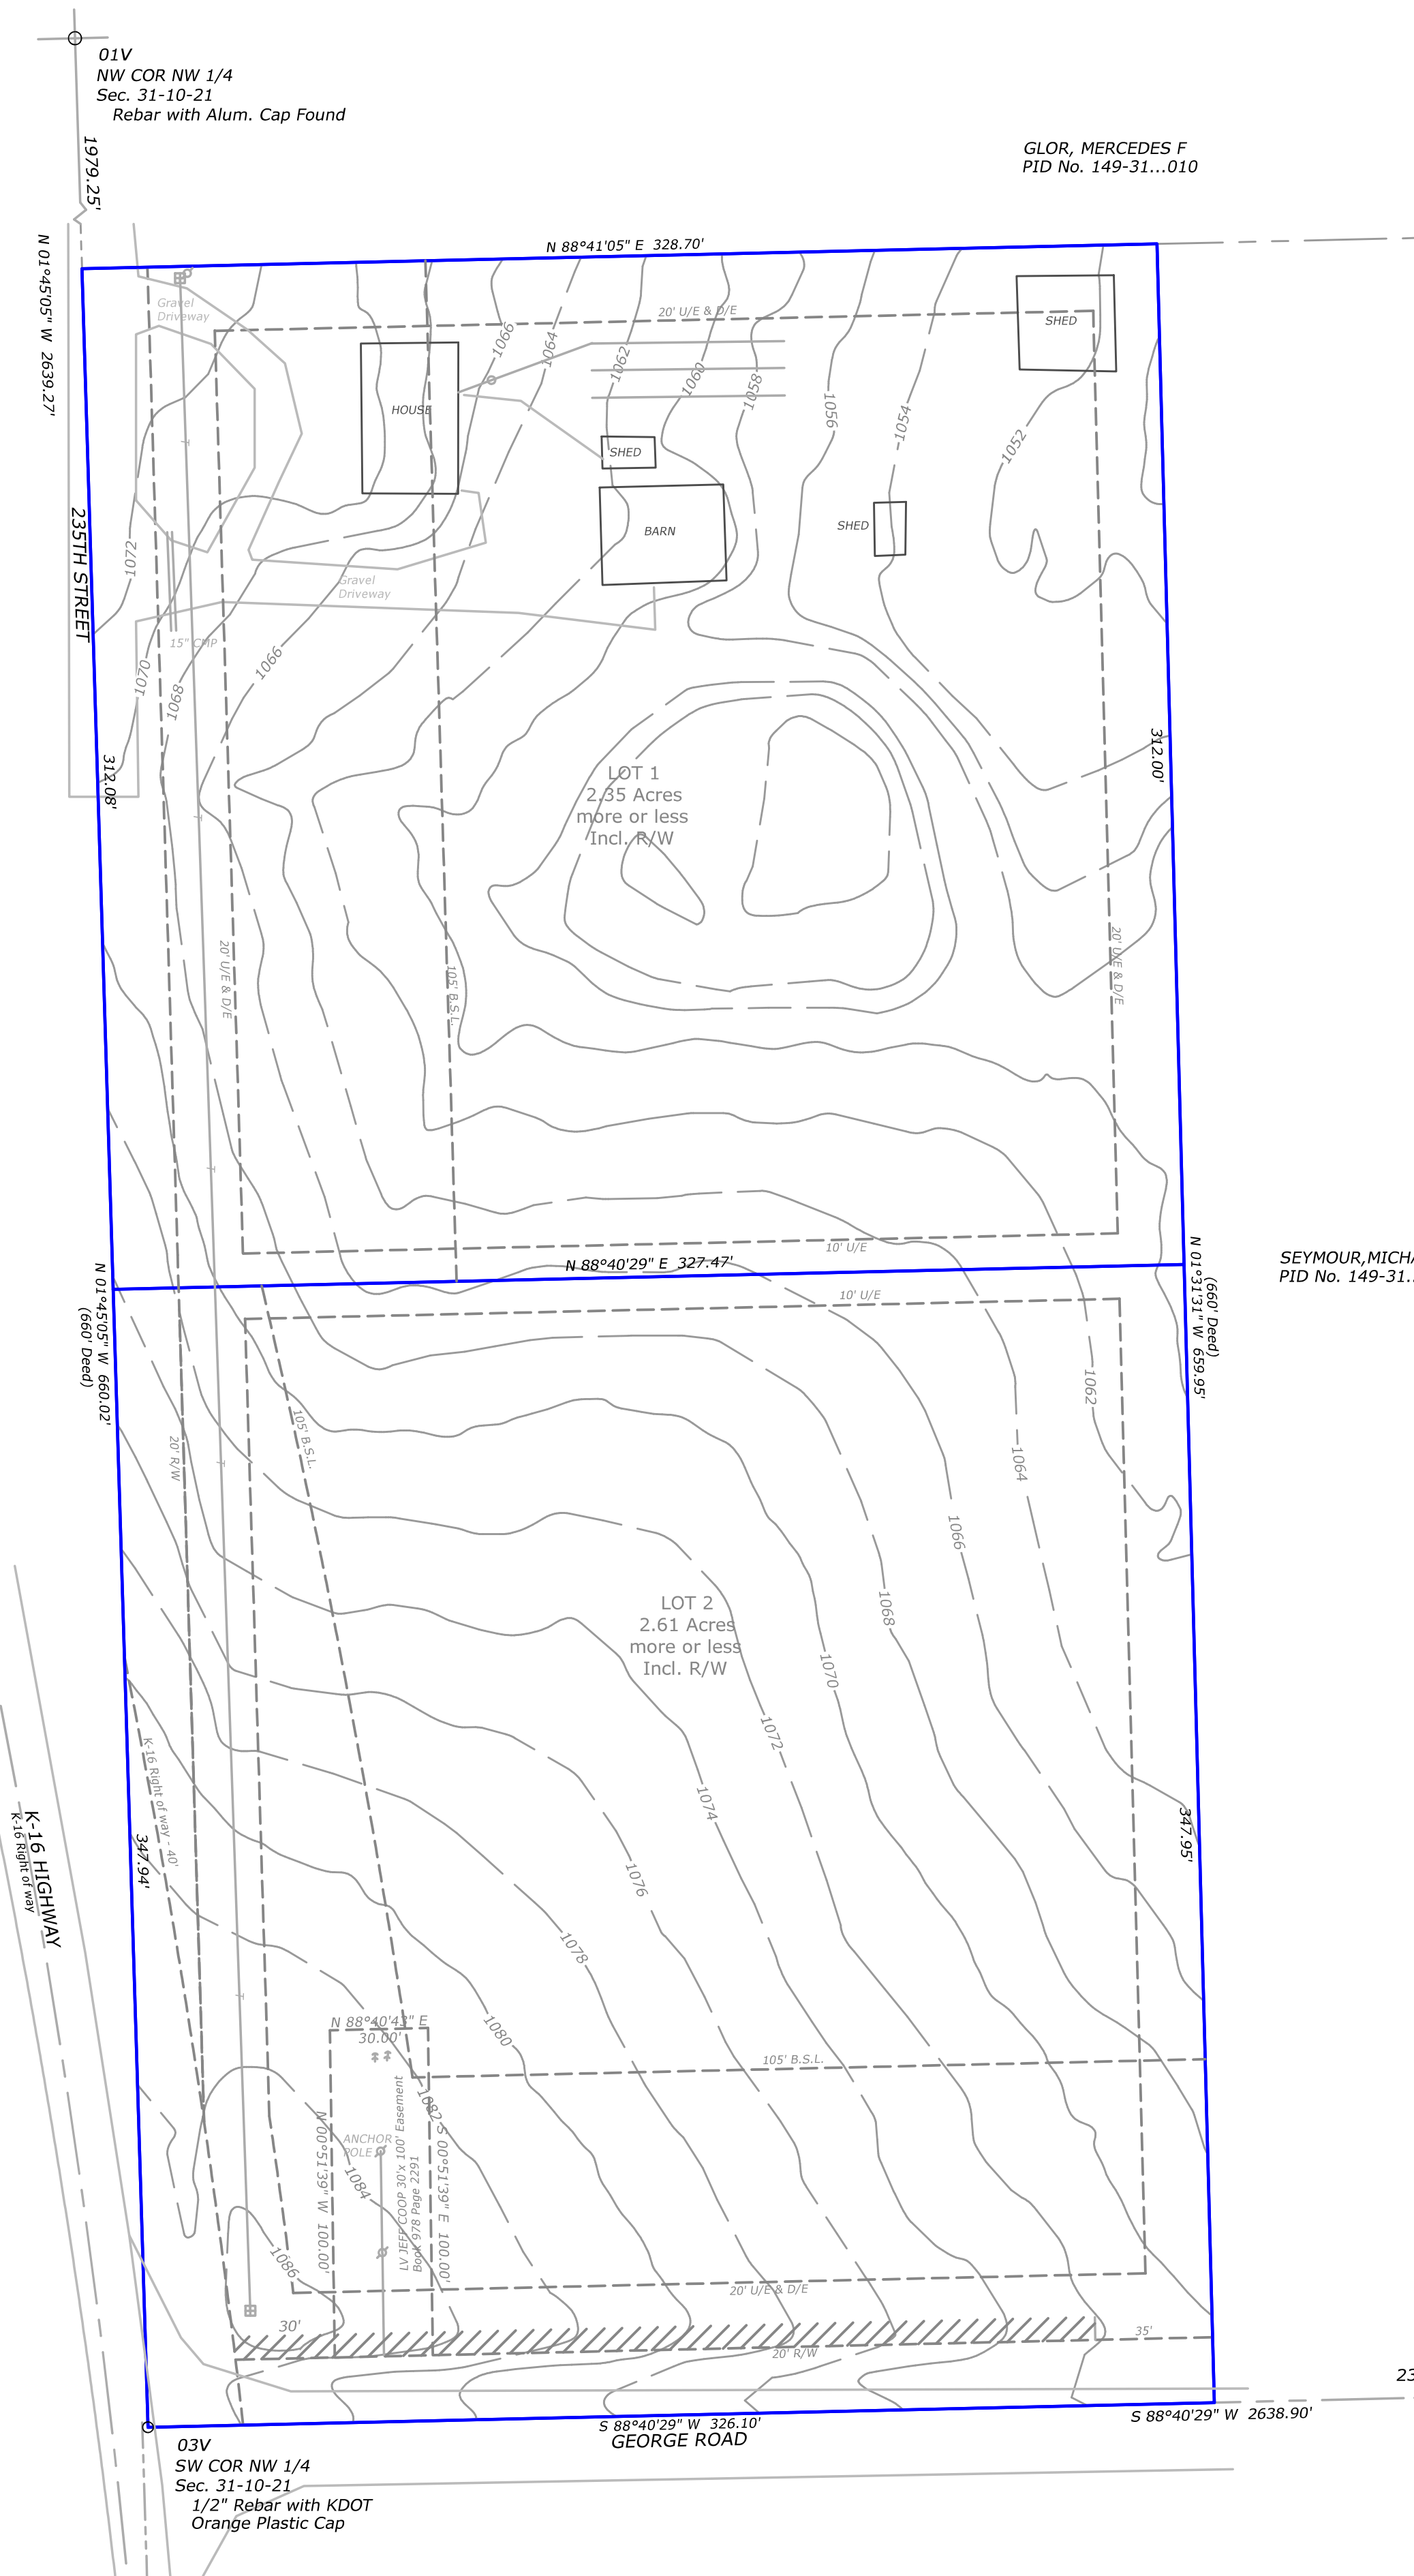 01V
NW COR NW 1/4
Sec. 31-10-21
Rebar with Alum. Cap Found
1979.25'
GLOR, MERCEDES F
PID No. 149-31...010
N 01°45'05" W 2639.27'
N 88°41'05" E 328.70'
Gravel
Driveway
20' U/E & D/E
SHED
HOUSE
1066
1064
1062
1060
1058
1056
1054
1052
SHED
BARN
SHED
235TH STREET
1072
Gravel
Driveway
15" CMP
1070
1068
1066
312.08'
312.00'
LOT 1
2.35 Acres
more or less
Incl. R/W
20' U/E & D/E
105' B.S.L.
20' U/E & D/E
10' U/E
N 88°40'29" E 327.47'
10' U/E
N 01°45'05" W 660.02'
(660' Deed)
N 01°31'31" W 659.95'
(660' Deed)
SEYMOUR,MICHA
PID No. 149-31..
T
T
T
T
T
20' R/W
105' B.S.L.
1062
1064
1066
1068
1070
1072
1074
1076
1078
1080
1082
1084
1086
LOT 2
2.61 Acres
more or less
Incl. R/W
K-16 Right of way - 40'
K-16 HIGHWAY
K-16 Right of way
347.94'
347.95'
N 88°40'43" E
30.00'
105' B.S.L.
ANCHOR
POLE
N 00°51'39" W 100.00'
LV JEFF COOP 30'x 100' Easement
Book 978 Page 2291
S 00°51'39" E 100.00'
20' U/E & D/E
30'
35'
20' R/W
23
S 88°40'29" W 326.10'
GEORGE ROAD
S 88°40'29" W 2638.90'
03V
SW COR NW 1/4
Sec. 31-10-21
1/2" Rebar with KDOT
Orange Plastic Cap